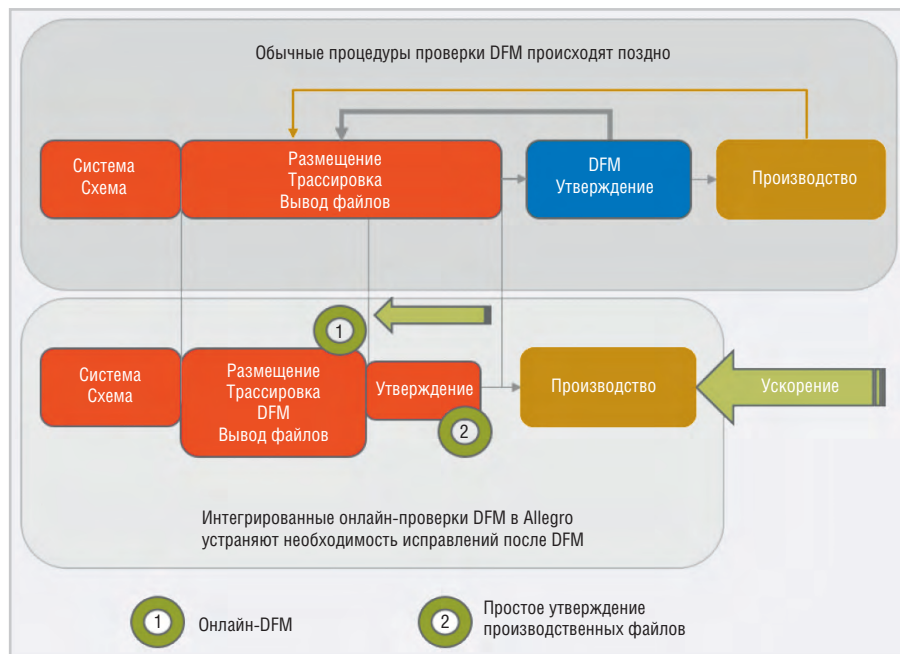 Обычные процедуры проверки DFM происходят поздно
Система
Схема
Размещение
Трассировка
Вывод файлов
DFM
Утверждение
Производство
1
Система
Схема
Размещение
Трассировка
DFM
Вывод файлов
Утверждение
2
Производство
Ускорение
Интегрированные онлайн-проверки DFM в Allegro
устраняют необходимость исправлений после DFM
1
Онлайн-DFM
2
Простое утверждение
производственных файлов